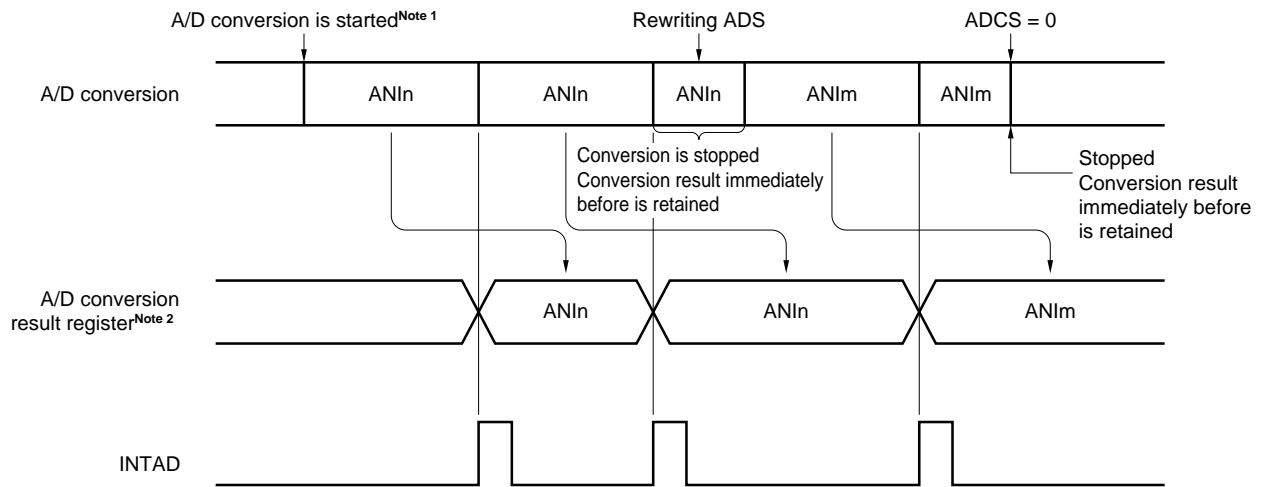 A/D conversion is startedNote 1
Rewriting ADS
ADCS = 0
A/D conversion
ANIn
ANIn
ANIn
ANIm
ANIm
Conversion is stopped
Conversion result immediately
before is retained
Stopped
Conversion result
immediately before
is retained
A/D conversion
result registerNote 2
ANIn
ANIn
ANIm
INTAD